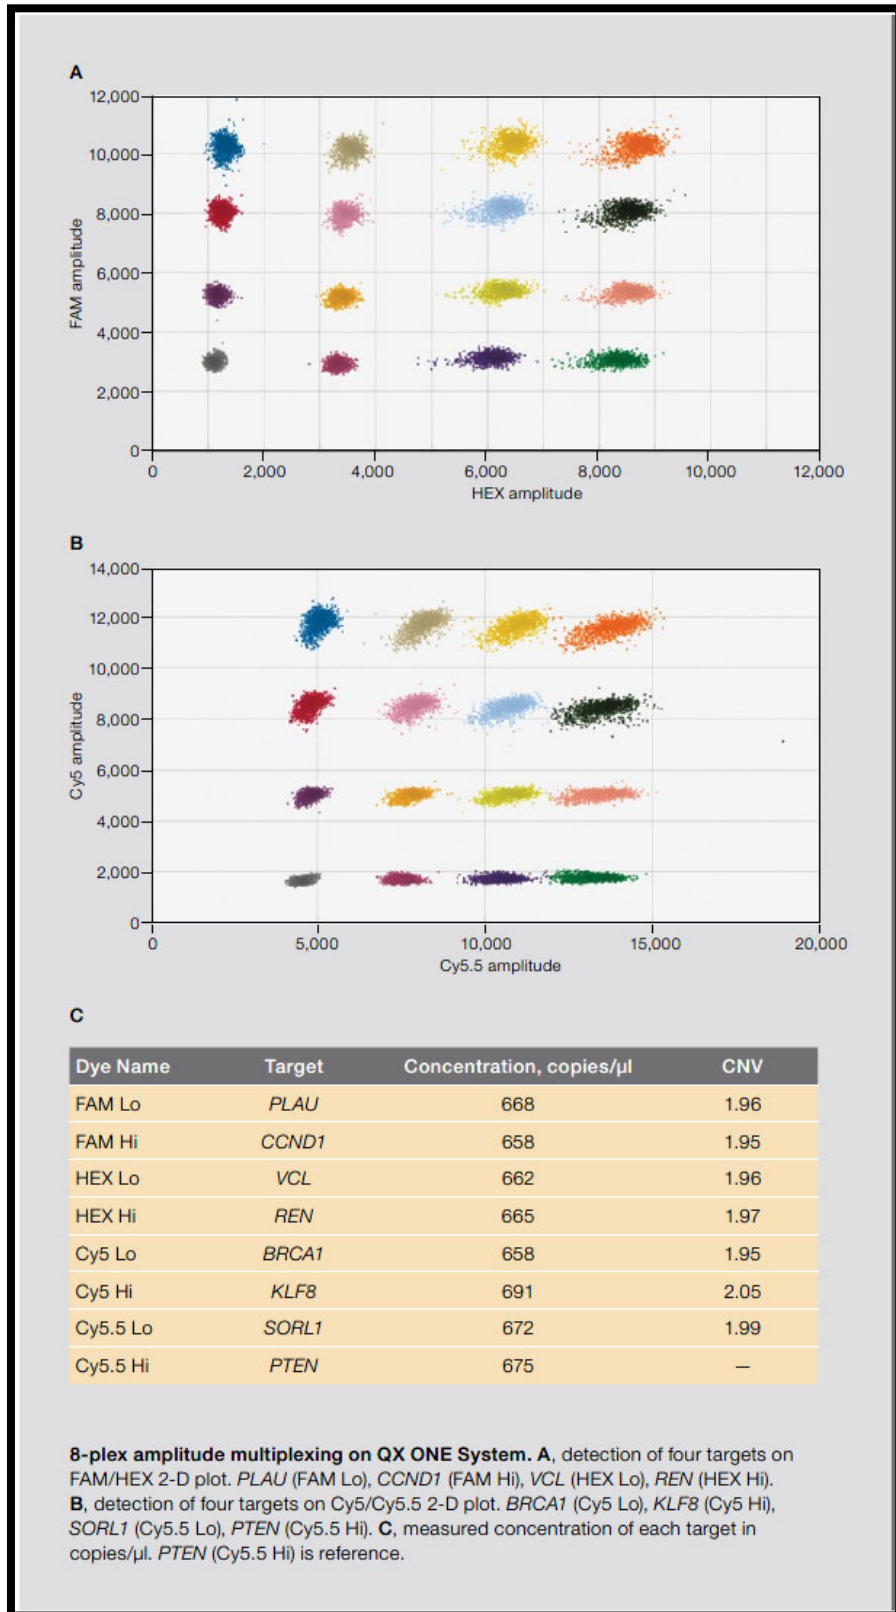 A
12,000
10,000
8,000
6,000
4,000
2,000
0
FAM amplitude
0 2,000 4,000 6,000 8,000 10,000 12,000
HEX amplitude
B
14,000
12,000
10,000
8,000
6,000
4,000
2,000
0
Cy5 amplitude
0 5,000 10,000 15,000 20,000
Cy5.5 amplitude
C
Dye Name Target Concentration, copies/µl CNV
FAM Lo PLAU 668 1.96
FAM Hi CCND1 658 1.95
HEX Lo VCL 662 1.96
HEX Hi REN 665 1.97
Cy5 Lo BRCA1 658 1.95
Cy5 Hi KLF8 691 2.05
Cy5.5 Lo SORL1 672 1.99
Cy5.5 Hi PTEN 675 —
8-plex amplitude multiplexing on QX ONE System. A, detection of four targets on
FAM/HEX 2-D plot. PLAU (FAM Lo), CCND1 (FAM Hi), VCL (HEX Lo), REN (HEX Hi).
B, detection of four targets on Cy5/Cy5.5 2-D plot. BRCA1 (Cy5 Lo), KLF8 (Cy5 Hi),
SORL1 (Cy5.5 Lo), PTEN (Cy5.5 Hi). C, measured concentration of each target in
copies/µl. PTEN (Cy5.5 Hi) is reference.